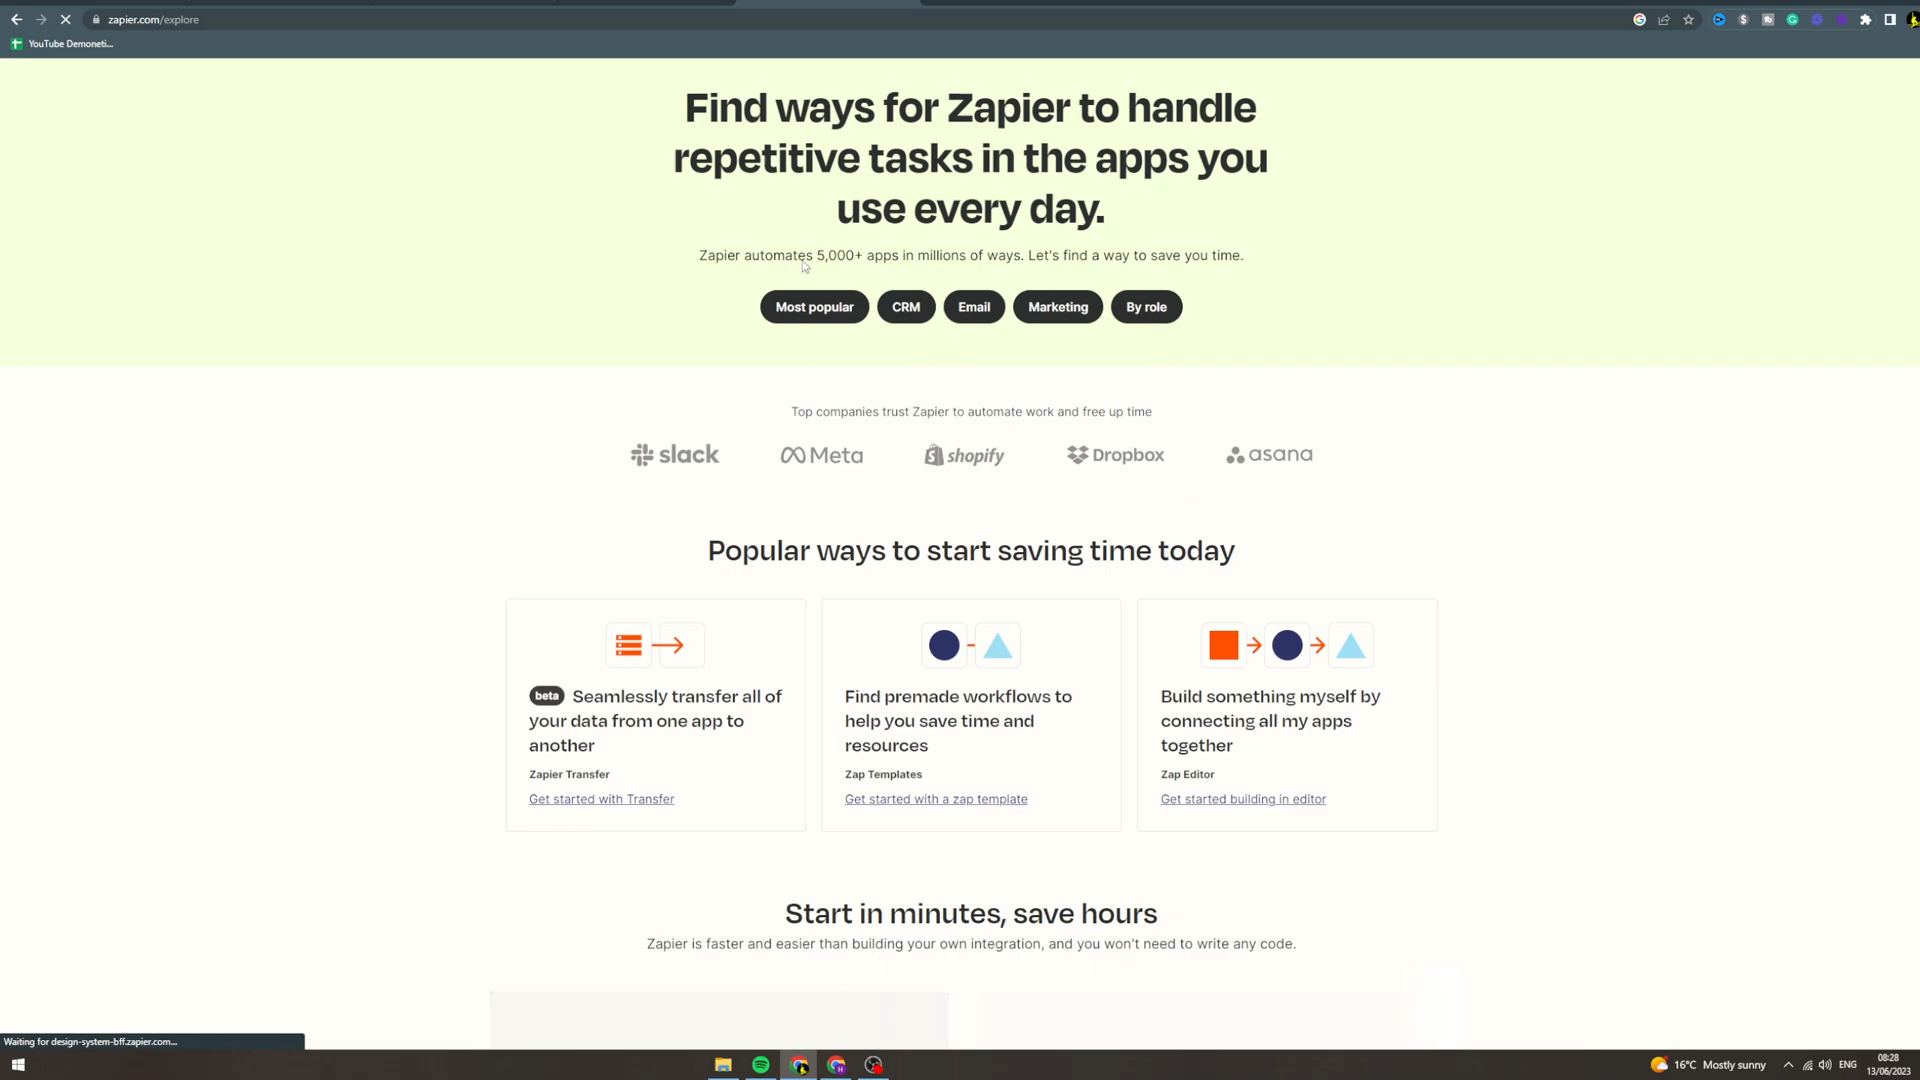 zapier.com/explore
YouTube Demoneti...
Find ways for Zapier to handle
repetitive tasks in the apps you
use every day.
Zapier automates 5,000+ apps in millions of ways. Let's find a way to save you time.
Most popular CRM Email Marketing By role
Top companies trust Zapier to automate work and free up time
slack Meta shopify Dropbox asana
Popular ways to start saving time today
beta Seamlessly transfer all of
your data from one app to
another
Zapier Transfer
Get started with Transfer
Find premade workflows to
help you save time and
resources
Zap Templates
Get started with a zap template
Build something myself by
connecting all my apps
together
Zap Editor
Get started building in editor
Start in minutes, save hours
Zapier is faster and easier than building your own integration, and you won't need to write any code.
Waiting for design-system-bff.zapier.com...
16°C Mostly sunny
ENG
08:28
13/06/2023